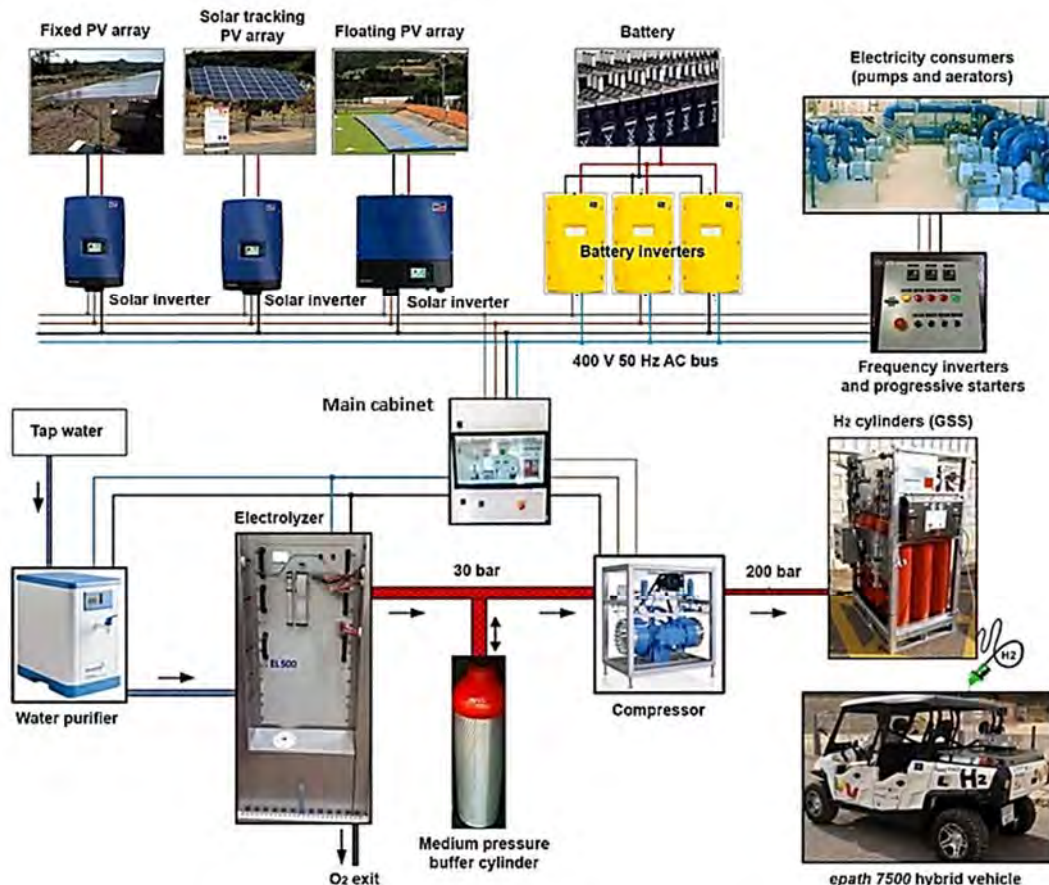 Fixed PV array
Solar tracking
PV array
Floating PV array
Battery
Electricity consumers
(pumps and aerators)
Battery inverters
Solar inverter
Solar inverter
Solar inverter
400 V 50 Hz AC bus
Frequency inverters
and progressive starters
Main cabinet
H₂ cylinders (GSS)
Tap water
Electrolyzer
30 bar
200 bar
EL500
H2
Water purifier
Compressor
H2
Medium pressure
buffer cylinder
O₂ exit
epath 7500 hybrid vehicle